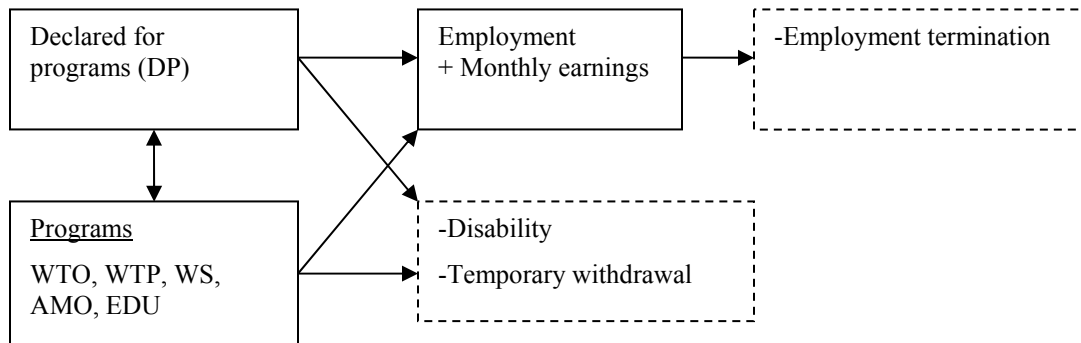 Declared for
programs (DP)
Employment
+ Monthly earnings
-Employment termination
Programs
WTO, WTP, WS,
AMO, EDU
-Disability
-Temporary withdrawal